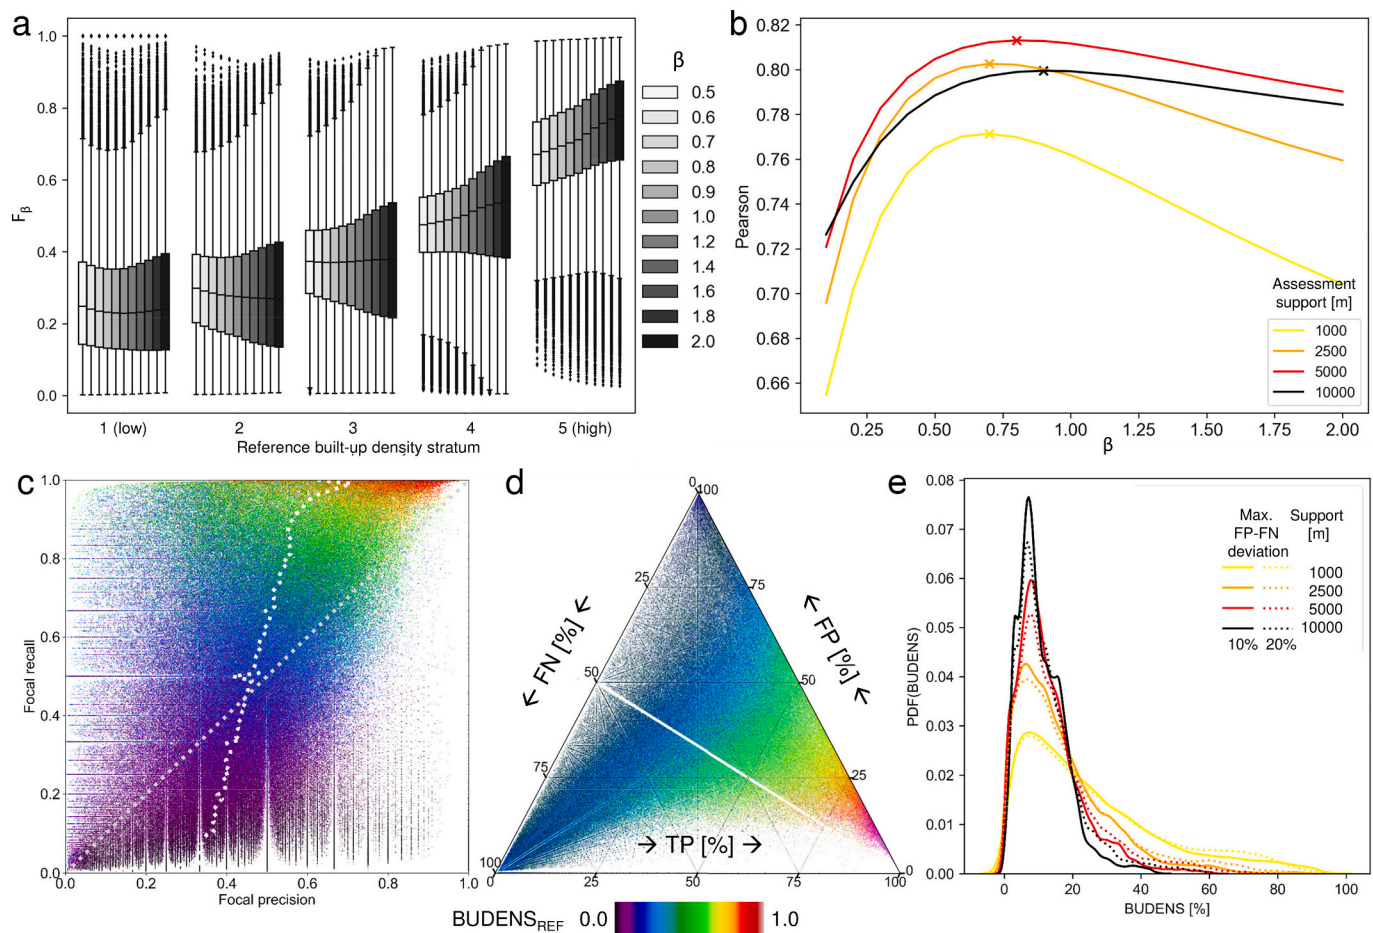 a
1.0
0.8
0.6
0.4
0.2
0.0
Fβ
1 (low) 2 3 4 5 (high)
Reference built-up density stratum
β
0.5
0.6
0.7
0.8
0.9
1.0
1.2
1.4
1.6
1.8
2.0
b
0.82
0.80
0.78
0.76
0.74
0.72
0.70
0.68
0.66
Pearson
0.25 0.50 0.75 1.00 1.25 1.50 1.75 2.00
β
Assessment
support [m]
1000
2500
5000
10000
c
1.0
0.8
0.6
0.4
0.2
0.0
Focal recall
0.0 0.2 0.4 0.6 0.8 1.0
Focal precision
d
0 100
25 75
50 50
75 25
100 0
0 25 50 75 100
← FN [%] ←
← FP [%] ←
→ TP [%] →
BUDENSREF 0.0 1.0
e
0.08
0.07
0.06
0.05
0.04
0.03
0.02
0.01
0.00
PDF(BUDENS)
0 20 40 60 80 100
BUDENS [%]
Max. Support
FP-FN [m]
deviation
1000
2500
5000
10000
10% 20%